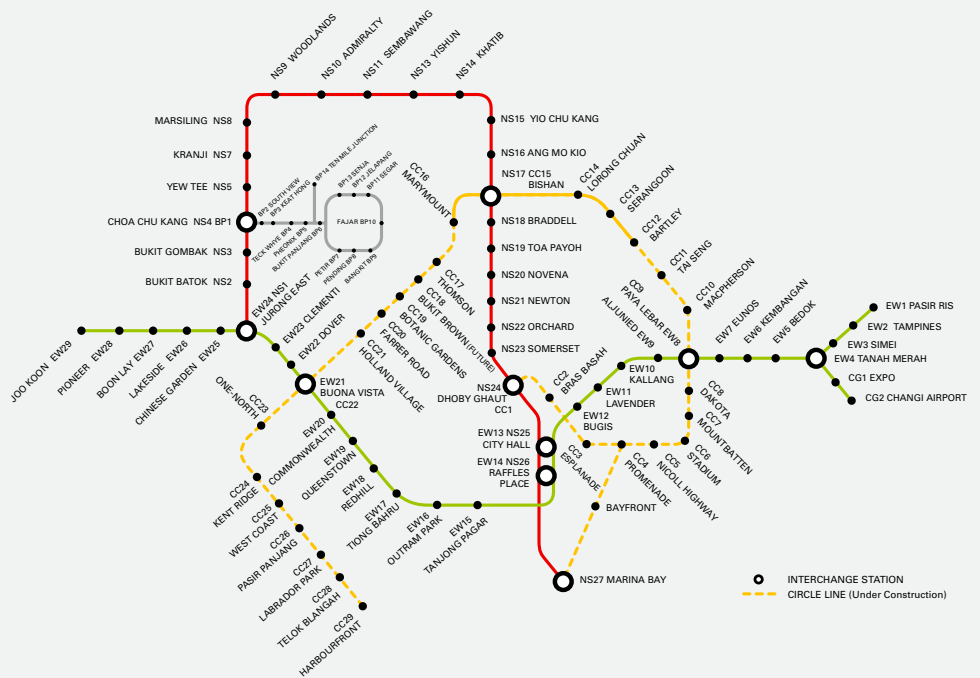 NS9 WOODLANDS
NS10 ADMIRALTY
NS11 SEMBAWANG
NS13 YISHUN
NS14 KHATIB
MARSILING NS8
KRANJI NS7
YEW TEE NS5
CHOA CHU KANG NS4 BP1
BUKIT GOMBAK NS3
BUKIT BATOK NS2
BP2 SOUTH VIEW
BP3 KEAT HONG
TECK WHYE BP4
PHEONIX BP5
BUKIT PANJANG BP6
BP14 TEN MILE JUNCTION
BP13 SENJA
BP12 JELAPANG
BP11 SEGAR
FAJAR BP10
PETIR BP7
PENDING BP8
BANGKIT BP9
NS15 YIO CHU KANG
NS16 ANG MO KIO
NS17 CC15
BISHAN
NS18 BRADDELL
NS19 TOA PAYOH
NS20 NOVENA
NS21 NEWTON
NS22 ORCHARD
NS23 SOMERSET
NS24
DHOBY GHAUT
CC1
CC16
MARYMOUNT
CC14
LORONG CHUAN
CC13
SERANGOON
CC12
BARTLEY
CC11
TAI SENG
CC10
MACPHERSON
CC9
PAYA LEBAR EW8
ALJUNIED EW9
EW7 EUNOS
EW6 KEMBANGAN
EW5 BEDOK
EW1 PASIR RIS
EW2 TAMPINES
EW3 SIMEI
EW4 TANAH MERAH
CG1 EXPO
CG2 CHANGI AIRPORT
JOO KOON EW29
PIONEER EW28
BOON LAY EW27
LAKESIDE EW26
CHINESE GARDEN EW25
EW24 NS1
JURONG EAST
EW23 CLEMENTI
EW22 DOVER
EW21
BUONA VISTA
CC22
CC17
THOMSON
CC18
BUKIT BROWN (FUTURE)
CC19
BOTANIC GARDENS
CC20
FARRER ROAD
CC21
HOLLAND VILLAGE
CC23
ONE-NORTH
EW20
COMMONWEALTH
EW19
QUEENSTOWN
EW18
REDHILL
EW17
TIONG BAHRU
EW16
OUTRAM PARK
EW15
TANJONG PAGAR
EW13 NS25
CITY HALL
EW14 NS26
RAFFLES
PLACE
EW10
KALLANG
EW11
LAVENDER
EW12
BUGIS
CC2
BRAS BASAH
CC3
ESPLANADE
CC4
PROMENADE
CC5
NICOLL HIGHWAY
CC6
STADIUM
CC7
MOUNTBATTEN
CC8
DAKOTA
BAYFRONT
NS27 MARINA BAY
CC24
KENT RIDGE
CC25
WEST COAST
CC26
PASIR PANJANG
CC27
LABRADOR PARK
CC28
TELOK BLANGAH
CC29
HARBOURFRONT
INTERCHANGE STATION
CIRCLE LINE (Under Construction)